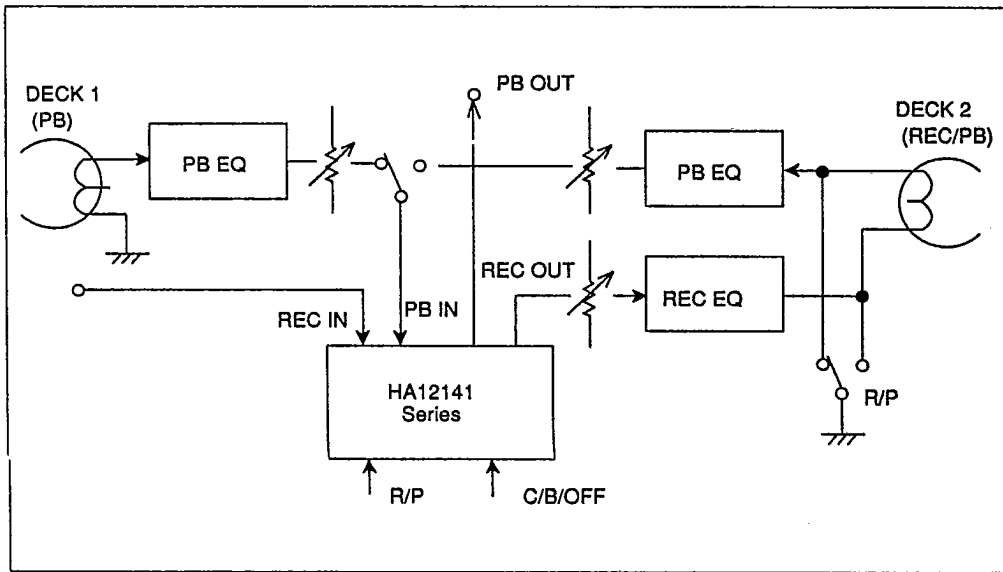 PB OUT
DECK 1
(PB)
DECK 2
(REC/PB)
PB EQ
PB EQ
REC OUT
REC EQ
REC IN
PB IN
HA12141
Series
R/P
R/P
C/B/OFF